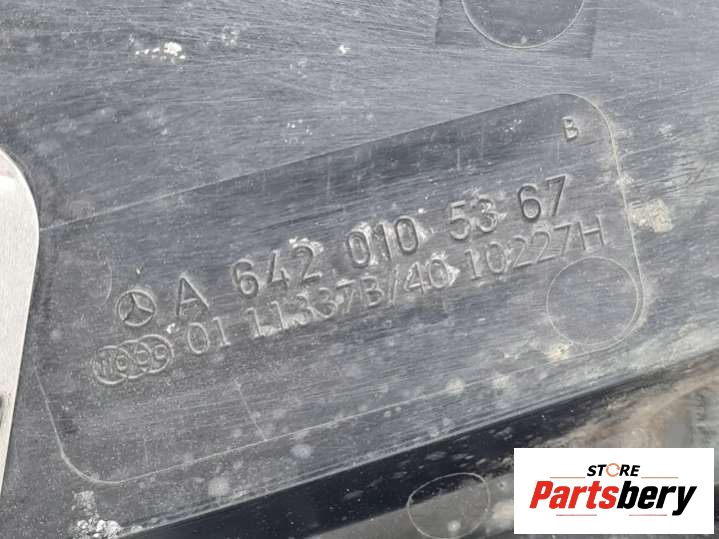 B
A 642 010 53 67
01 11337B/40 10227H
STORE
Partsbery